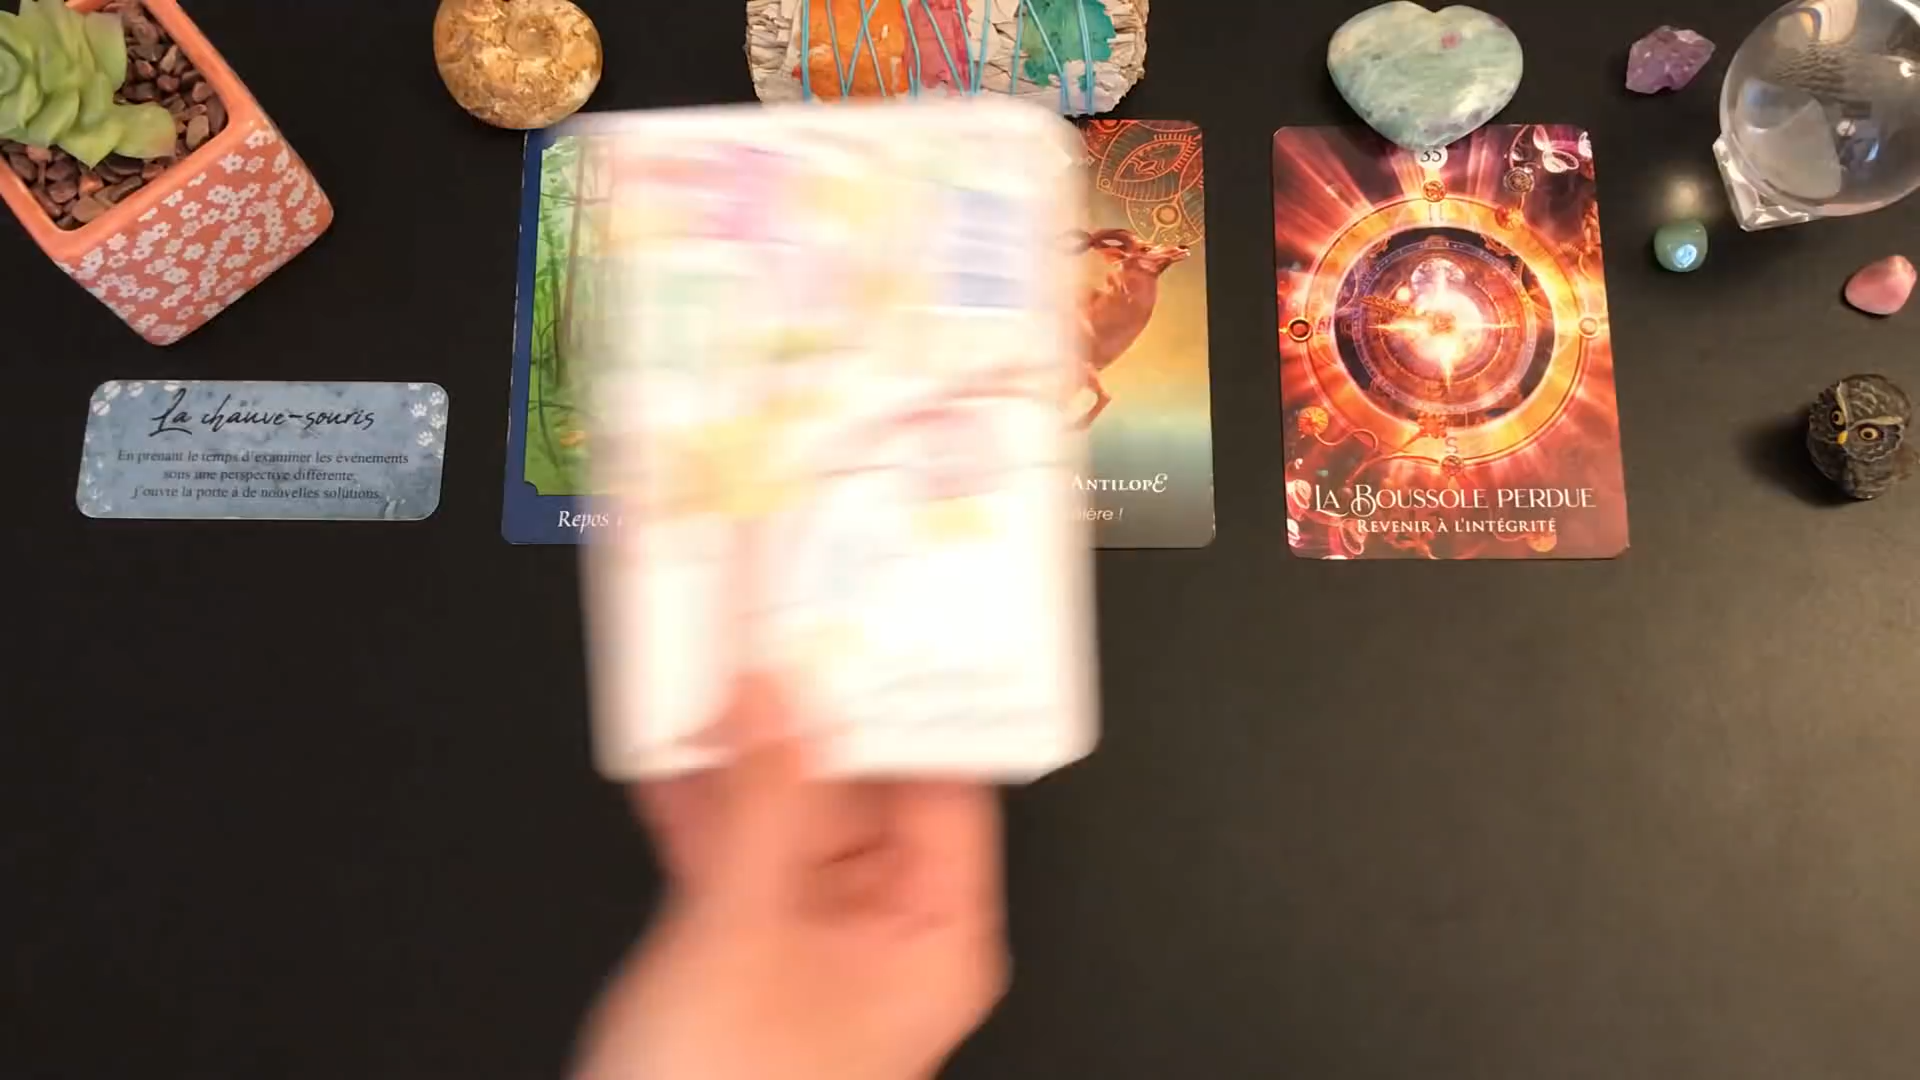 La chauve-souris
En prenant le temps d'examiner les événements
sous une perspective différente,
j'ouvre la porte à de nouvelles solutions.
Repos
Antilope
ière !
35
La Boussole perdue
Revenir à l'intégrité